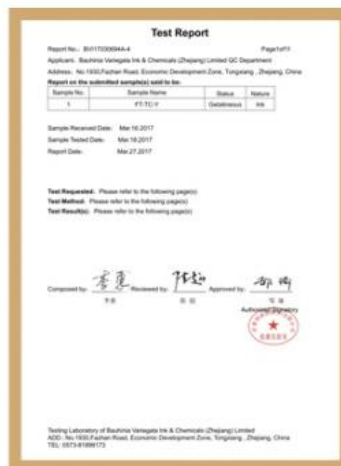 Test Report
Report No.: BVI17030694A-4 Page1of11
Applicant: Bauhinia Variegata Ink & Chemicals (Zhejiang) Limited QC Department
Address: No.1930,Fazhan Road, Economic Development Zone, Tongxiang , Zhejiang, China
Report on the submitted sample(s) said to be:
Sample No. Sample Name Status Nature
1 FT-TC-Y Gelatinous Ink
Sample Received Date: Mar.16.2017
Sample Tested Date: Mar.16.2017
Report Date: Mar.27.2017
Test Requested: Please refer to the following page(s)
Test Method: Please refer to the following page(s)
Test Result(s): Please refer to the following page(s)
Composed by: Reviewed by: Approved by:
Authorized Signatory
Testing Laboratory of Bauhinia Variegata Ink & Chemicals (Zhejiang) Limited
ADD : No.1930,Fazhan Road, Economic Development Zone, Tongxiang , Zhejiang, China
TEL: 0573-81899173